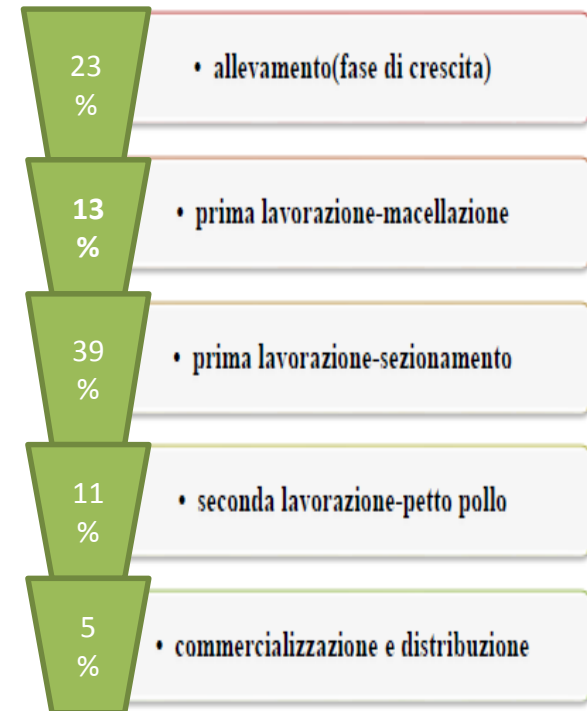 23
%
• allevamento(fase di crescita)
13
%
• prima lavorazione-macellazione
39
%
• prima lavorazione-sezionamento
11
%
• seconda lavorazione-petto pollo
5
%
• commercializzazione e distribuzione